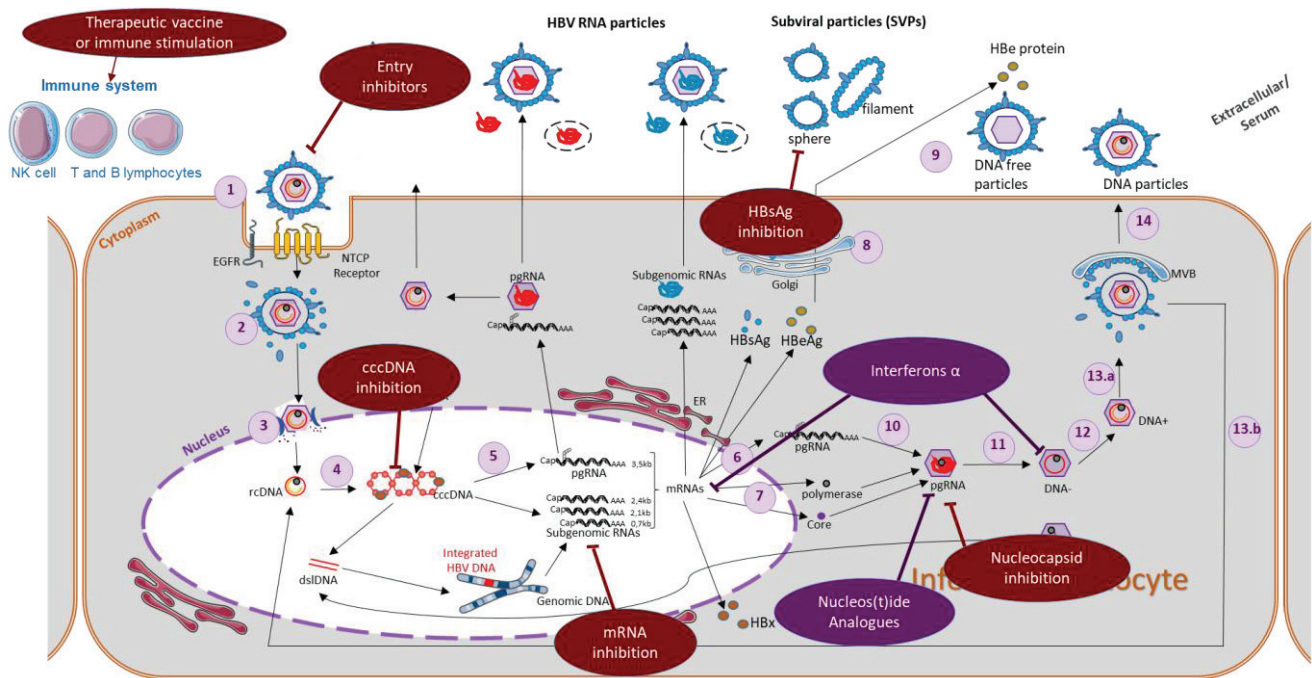 Therapeutic vaccine
or immune stimulation
Immune system
NK cell
T and B lymphocytes
Entry
inhibitors
HBV RNA particles
Subviral particles (SVPs)
filament
sphere
HBe protein
9
DNA free
particles
DNA particles
Extracellular/
Serum
Cytoplasm
1
EGFR
NTCP
Receptor
2
3
Nucleus
pgRNA
Cap
AAA
Subgenomic RNAs
Cap
AAA
Cap
AAA
Cap
AAA
HBsAg
inhibition
8
Golgi
HBsAg
HBeAg
14
MVB
cccDNA
inhibition
ER
Interferons α
13.a
13.b
rcDNA
4
cccDNA
5
Cap
AAA
3,5kb
pgRNA
Cap
AAA
2,4kb
Cap
AAA
2,1kb
Cap
AAA
0,7kb
Subgenomic RNAs
mRNAs
6
Cap
AAA
pgRNA
7
polymerase
Core
10
pgRNA
11
DNA-
12
DNA+
dslDNA
Integrated
HBV DNA
Genomic DNA
mRNA
inhibition
HBx
Nucleos(t)ide
Analogues
Nucleocapsid
inhibition